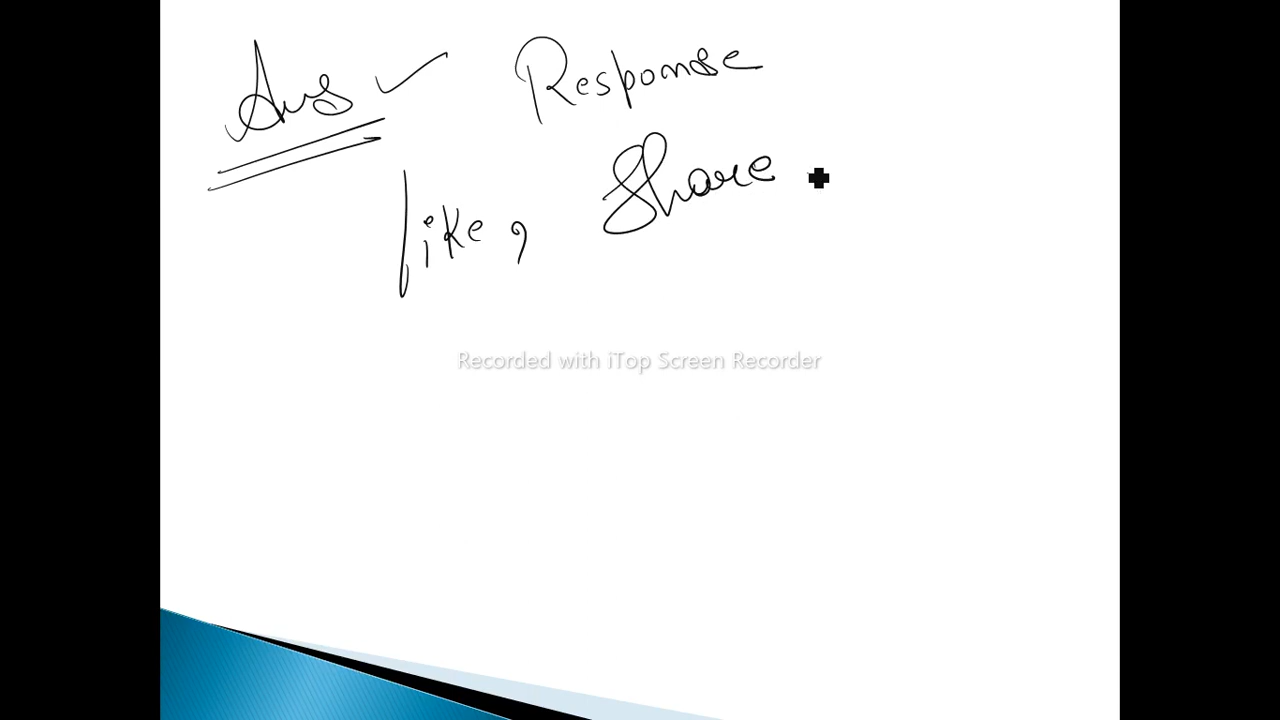 Ans ✓ Response
like, Share
Recorded with iTop Screen Recorder